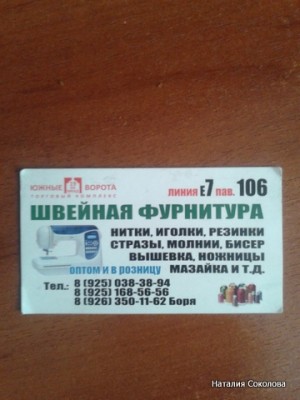 ЮЖНЫЕ ВОРОТА
ТОРГОВЫЙ КОМПЛЕКС
ЛИНИЯ Е7 ПАВ. 106
ШВЕЙНАЯ ФУРНИТУРА
НИТКИ, ИГОЛКИ, РЕЗИНКИ
СТРАЗЫ, МОЛНИИ, БИСЕР
ВЫШЕВКА, НОЖНИЦЫ
ОПТОМ И В РОЗНИЦУ МАЗАЙКА И Т.Д.
Тел.: 8 (925) 038-38-94
8 (925) 168-56-56
8 (926) 350-11-62 Боря
Наталия Соколова